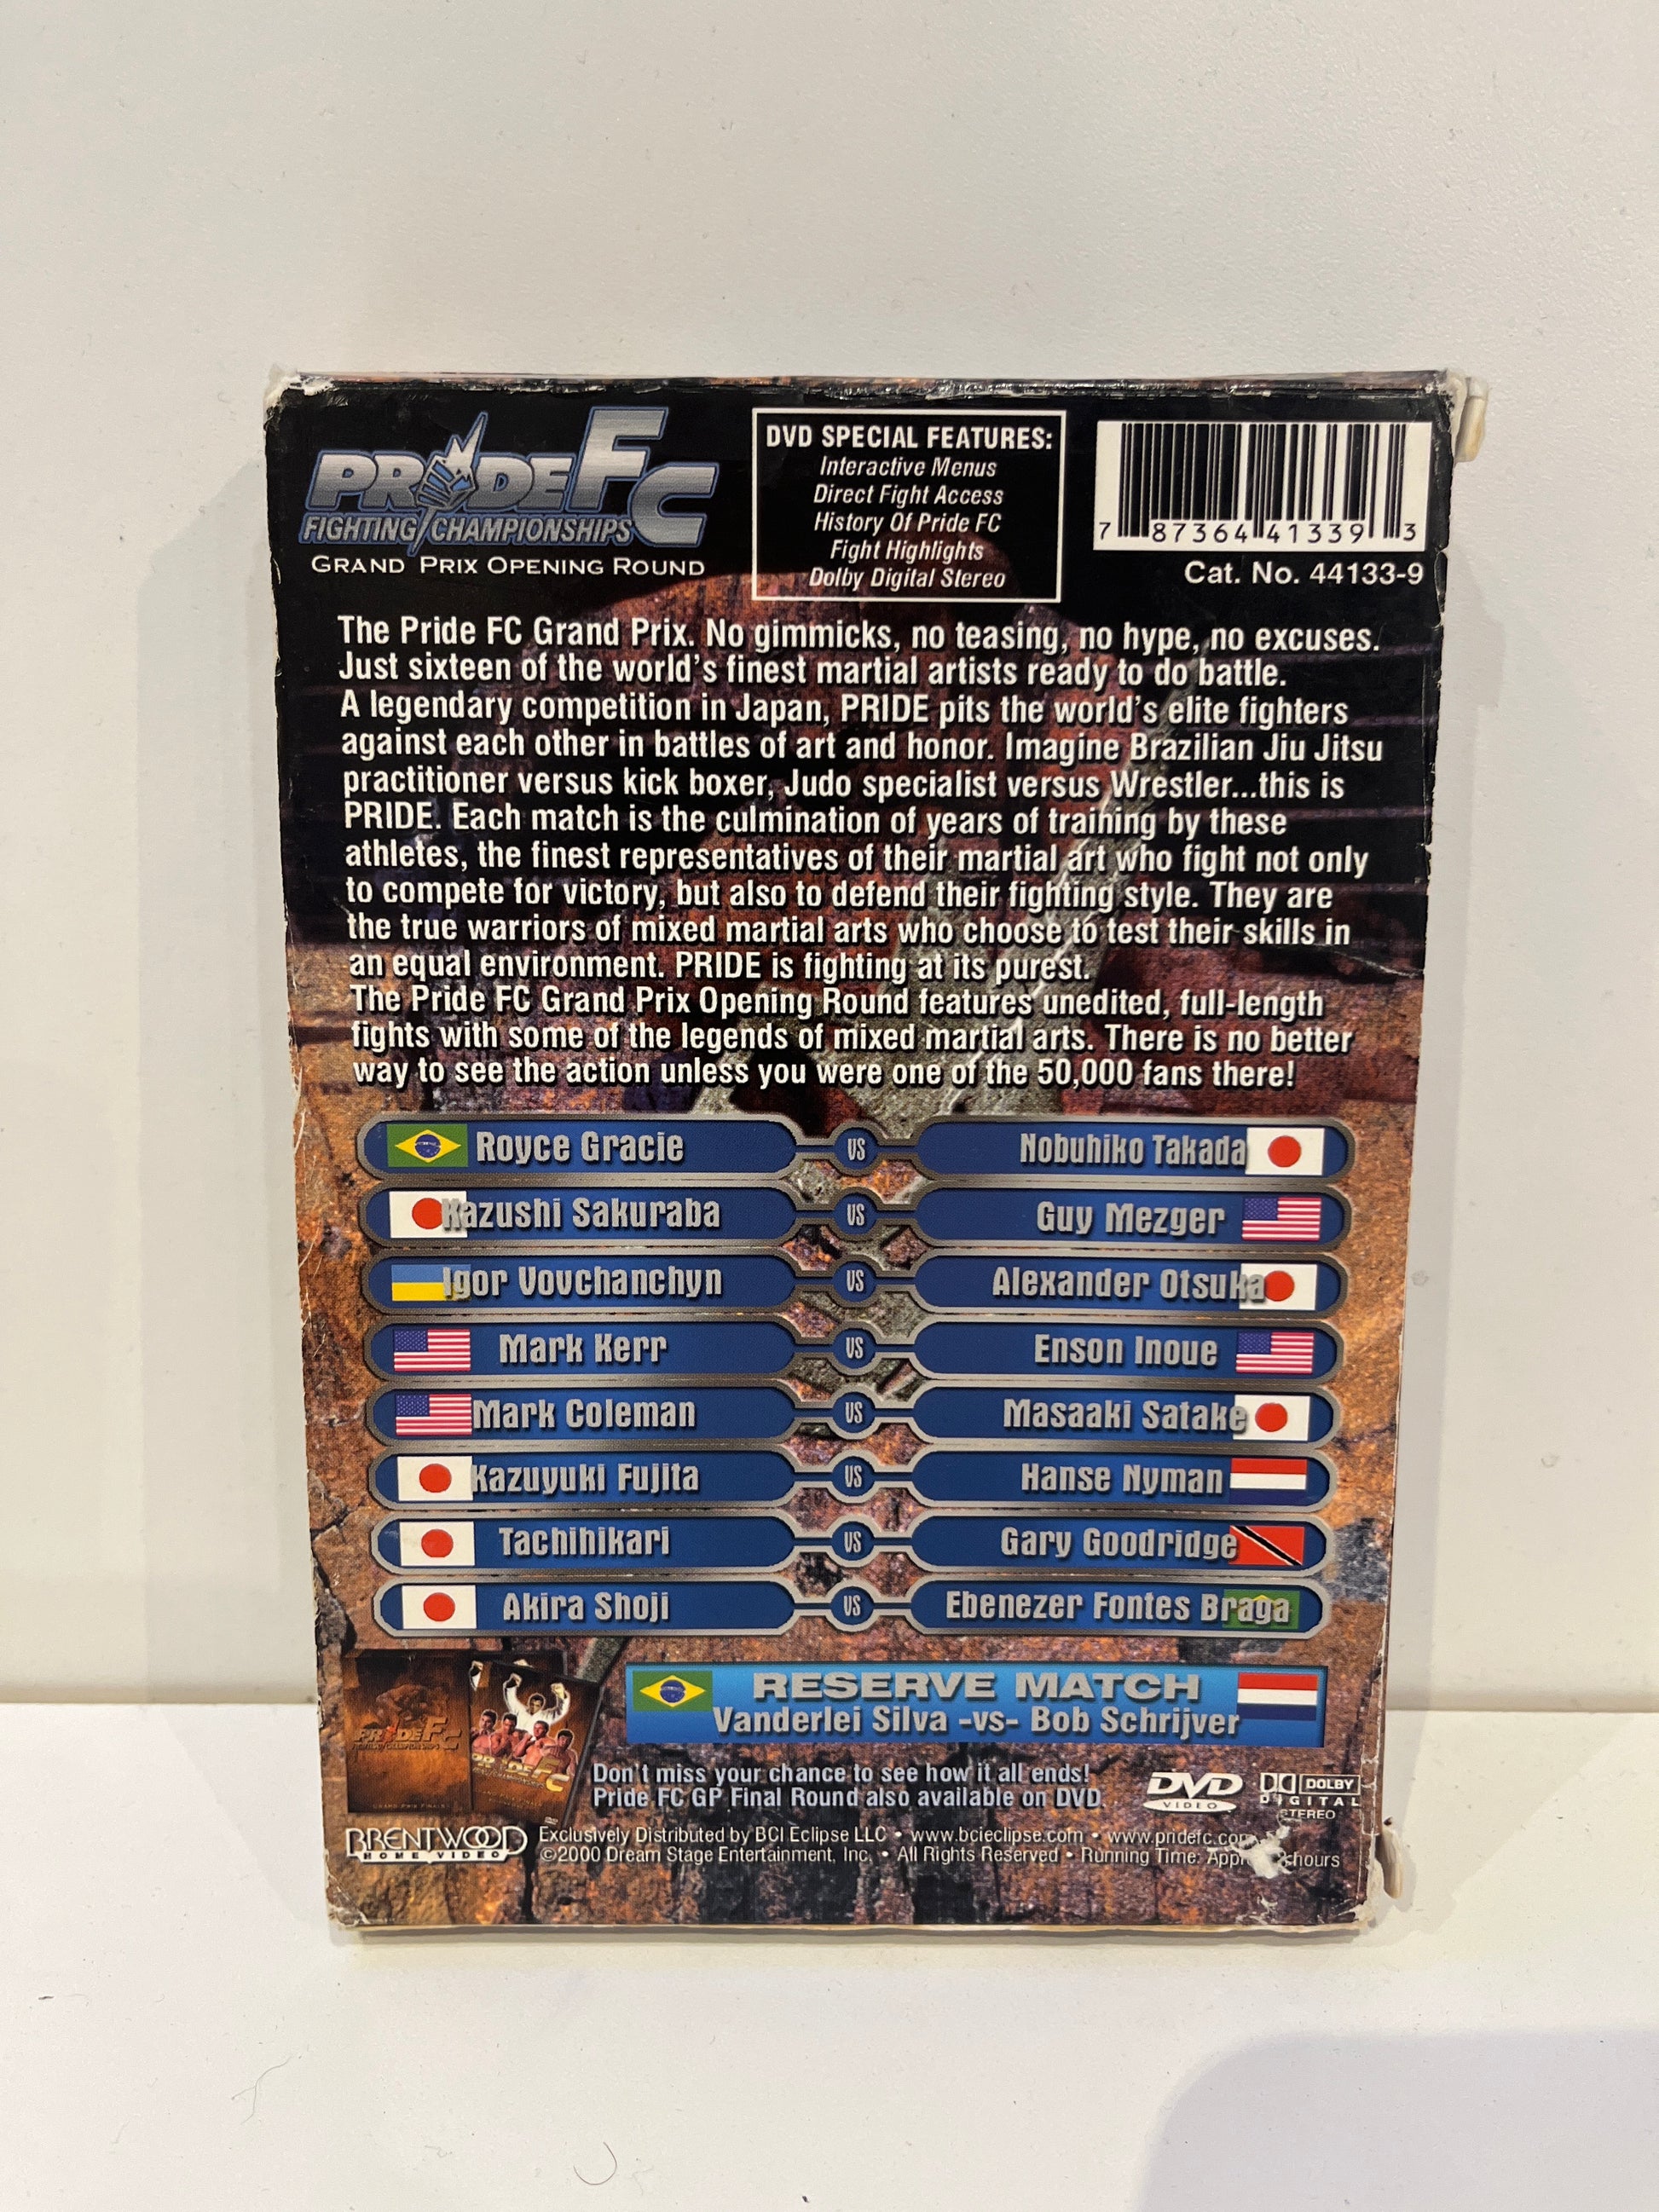 PRIDE FC
FIGHTING CHAMPIONSHIPS
GRAND PRIX OPENING ROUND
DVD SPECIAL FEATURES:
Interactive Menus
Direct Fight Access
History Of Pride FC
Fight Highlights
Dolby Digital Stereo
7 87364 41339 3
Cat. No. 44133-9
The Pride FC Grand Prix. No gimmicks, no teasing, no hype, no excuses.
Just sixteen of the world's finest martial artists ready to do battle.
A legendary competition in Japan, PRIDE pits the world's elite fighters
against each other in battles of art and honor. Imagine Brazilian Jiu Jitsu
practitioner versus kick boxer, Judo specialist versus Wrestler...this is
PRIDE. Each match is the culmination of years of training by these
athletes, the finest representatives of their martial art who fight not only
to compete for victory, but also to defend their fighting style. They are
the true warriors of mixed martial arts who choose to test their skills in
an equal environment. PRIDE is fighting at its purest.
The Pride FC Grand Prix Opening Round features unedited, full-length
fights with some of the legends of mixed martial arts. There is no better
way to see the action unless you were one of the 50,000 fans there!
Royce Gracie VS Nobuhiko Takada
Kazushi Sakuraba VS Guy Mezger
Igor Vovchanchyn VS Alexander Otsuka
Mark Kerr VS Enson Inoue
Mark Coleman VS Masaaki Satake
Kazuyuki Fujita VS Hanse Nyman
Tachihikari VS Gary Goodridge
Akira Shoji VS Ebenezer Fontes Braga
RESERVE MATCH
Vanderlei Silva -vs- Bob Schrijver
PRIDE FC
PRIDE FC
Don't miss your chance to see how it all ends!
Pride FC GP Final Round also available on DVD
DVD
VIDEO
DOLBY
DIGITAL
STEREO
BRENTWOOD
HOME VIDEO
Exclusively Distributed by BCI Eclipse LLC • www.bcieclipse.com • www.pridefc.com
©2000 Dream Stage Entertainment, Inc. • All Rights Reserved • Running Time: hours